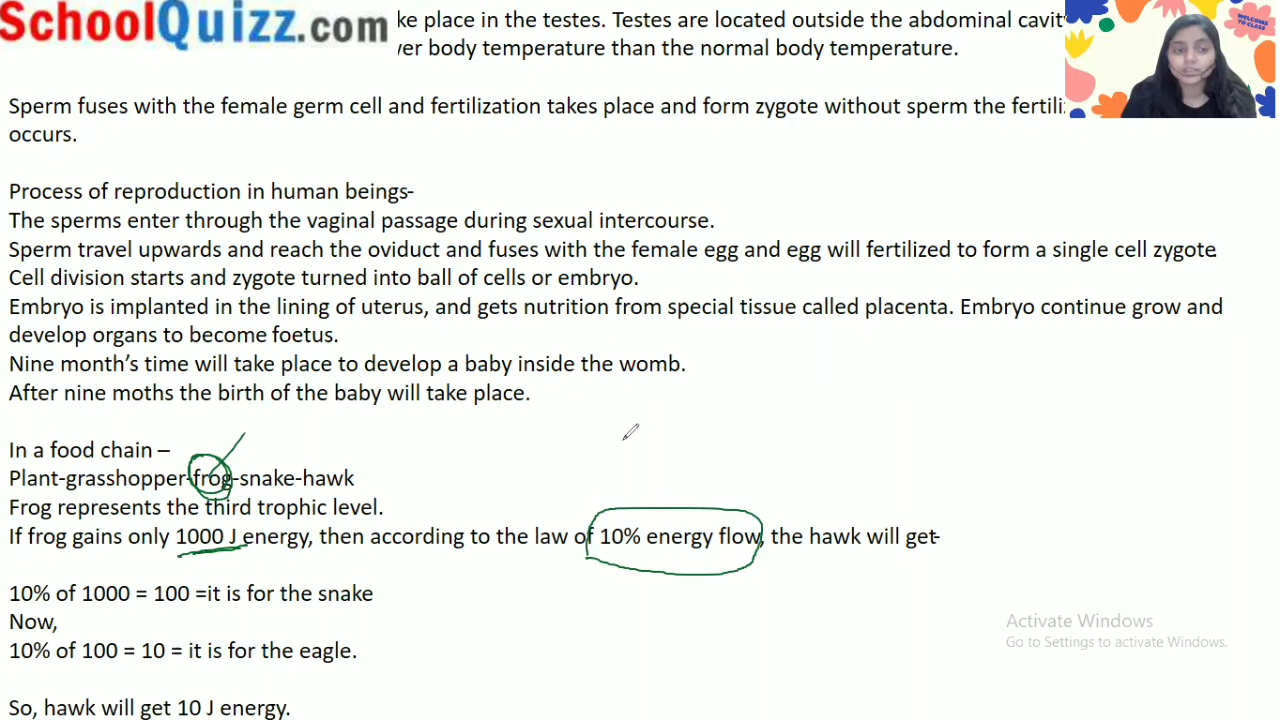 SchoolQuizz.com
ke place in the testes. Testes are located outside the abdominal cavit
ver body temperature than the normal body temperature.
WELCOME
TO CLASS
Sperm fuses with the female germ cell and fertilization takes place and form zygote without sperm the fertili
occurs.
Process of reproduction in human beings-
The sperms enter through the vaginal passage during sexual intercourse.
Sperm travel upwards and reach the oviduct and fuses with the female egg and egg will fertilized to form a single cell zygote.
Cell division starts and zygote turned into ball of cells or embryo.
Embryo is implanted in the lining of uterus, and gets nutrition from special tissue called placenta. Embryo continue grow and
develop organs to become foetus.
Nine month's time will take place to develop a baby inside the womb.
After nine moths the birth of the baby will take place.
In a food chain –
Plant-grasshopper-frog-snake-hawk
Frog represents the third trophic level.
If frog gains only 1000 J energy, then according to the law of 10% energy flow, the hawk will get-
10% of 1000 = 100 =it is for the snake
Now,
10% of 100 = 10 = it is for the eagle.
So, hawk will get 10 J energy.
Activate Windows
Go to Settings to activate Windows.